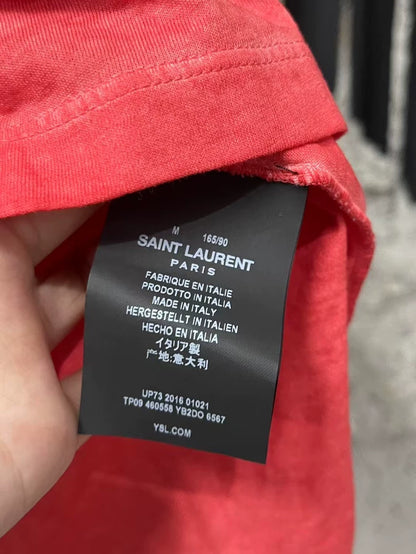 M 165/90
SAINT LAURENT
PARIS
FABRIQUE EN ITALIE
PRODOTTO IN ITALIA
MADE IN ITALY
HERGESTELLT IN ITALIEN
HECHO EN ITALIA
イタリア製
产地:意大利
UP73 2016 01021
TP09 460558 YB2DO 6567
YSL.COM